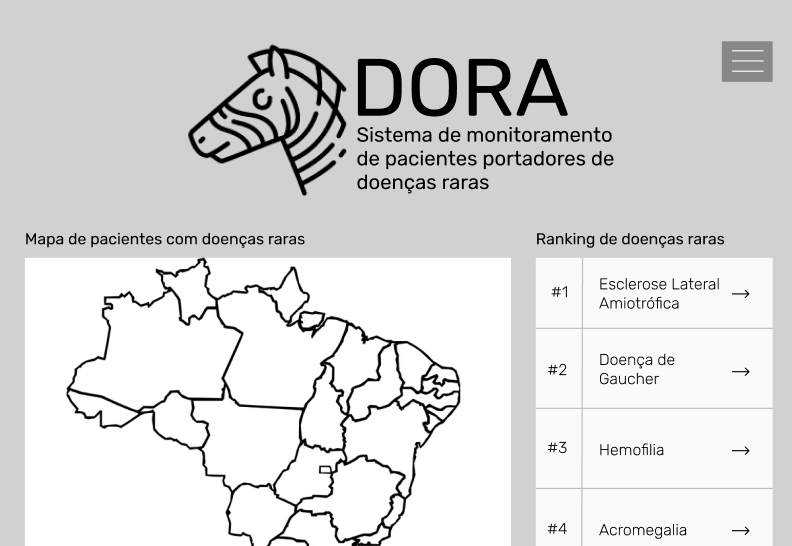 DORA
Sistema de monitoramento
de pacientes portadores de
doenças raras
Mapa de pacientes com doenças raras
Ranking de doenças raras
#1
Esclerose Lateral
Amiotrófica
#2
Doença de
Gaucher
#3
Hemofilia
#4
Acromegalia